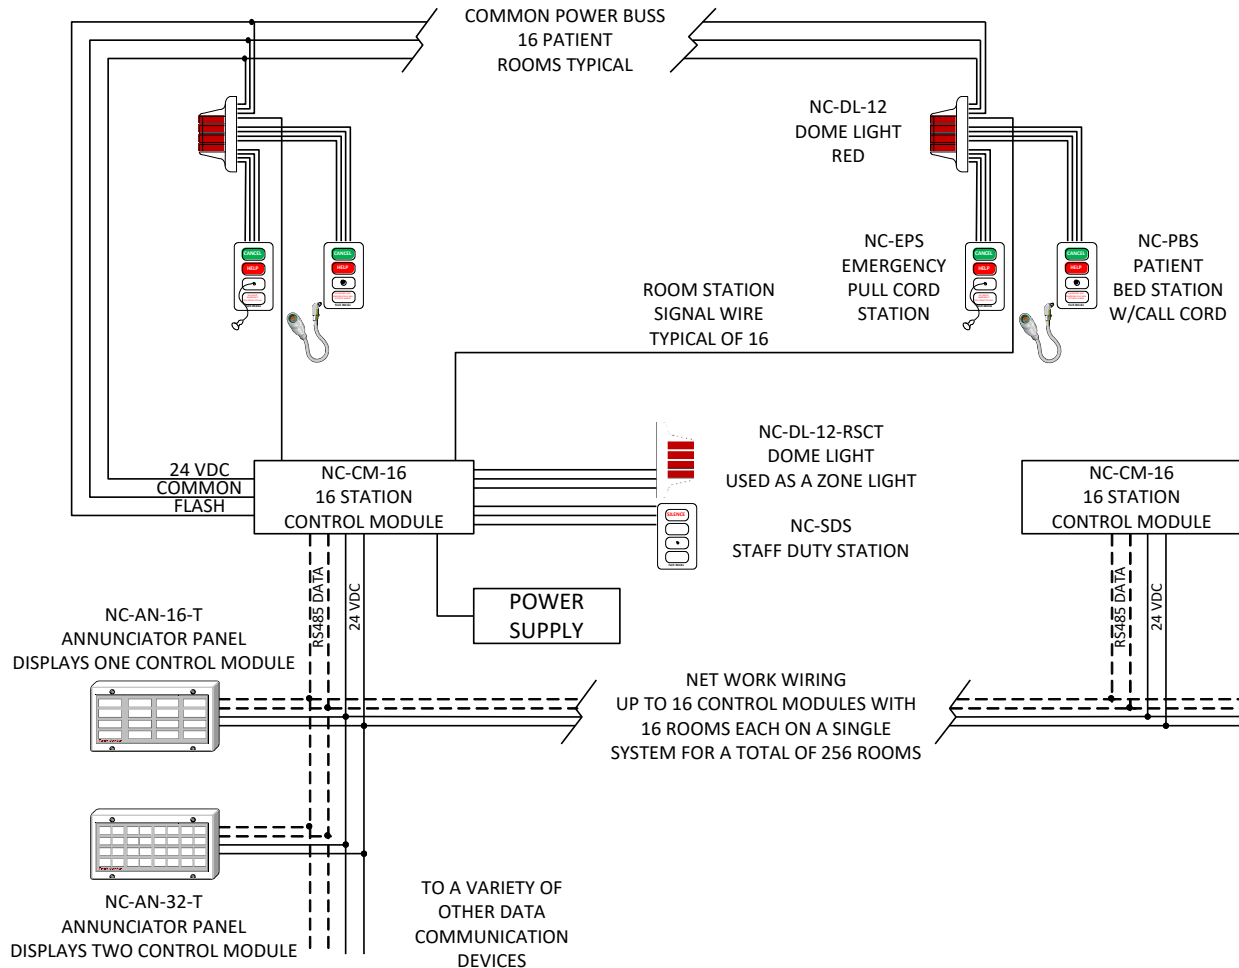 COMMON POWER BUSS
16 PATIENT
ROOMS TYPICAL
NC-DL-12
DOME LIGHT
RED
CANCEL
HELP
CANCEL
HELP
NC-EPS
EMERGENCY
PULL CORD
STATION
CANCEL
HELP
CANCEL
HELP
NC-PBS
PATIENT
BED STATION
W/CALL CORD
ROOM STATION
SIGNAL WIRE
TYPICAL OF 16
24 VDC
COMMON
FLASH
NC-CM-16
16 STATION
CONTROL MODULE
NC-DL-12-RSCT
DOME LIGHT
USED AS A ZONE LIGHT
SILENCE
NC-SDS
STAFF DUTY STATION
NC-CM-16
16 STATION
CONTROL MODULE
RS485 DATA
24 VDC
POWER
SUPPLY
RS485 DATA
24 VDC
NC-AN-16-T
ANNUNCIATOR PANEL
DISPLAYS ONE CONTROL MODULE
NET WORK WIRING
UP TO 16 CONTROL MODULES WITH
16 ROOMS EACH ON A SINGLE
SYSTEM FOR A TOTAL OF 256 ROOMS
NC-AN-32-T
ANNUNCIATOR PANEL
DISPLAYS TWO CONTROL MODULE
TO A VARIETY OF
OTHER DATA
COMMUNICATION
DEVICES